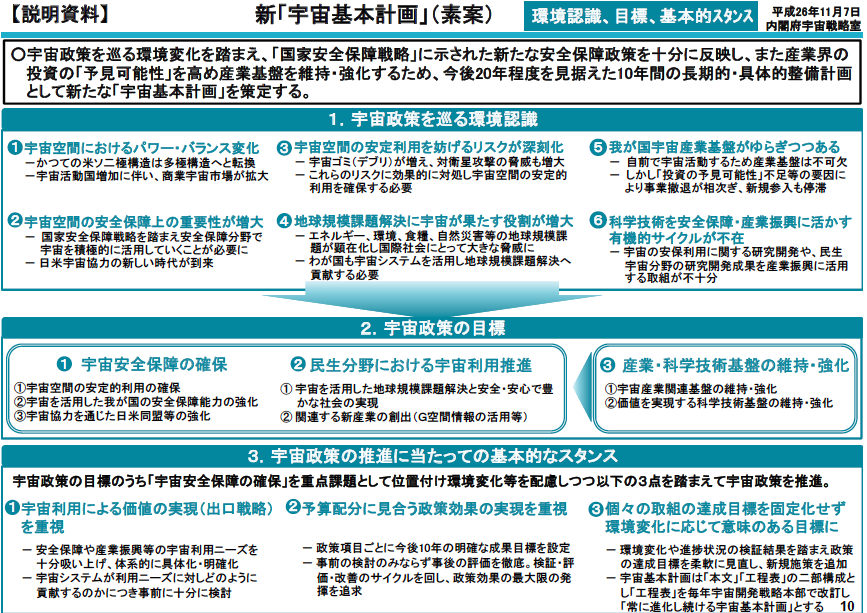 【説明資料】
新「宇宙基本計画」(素案)
環境認識、目標、基本的スタンス
平成26年11月7日
内閣府宇宙戦略室
○宇宙政策を巡る環境変化を踏まえ、「国家安全保障戦略」に示された新たな安全保障政策を十分に反映し、また産業界の
投資の「予見可能性」を高め産業基盤を維持・強化するため、今後20年程度を見据えた10年間の長期的・具体的整備計画
として新たな「宇宙基本計画」を策定する。
1. 宇宙政策を巡る環境認識
❶宇宙空間におけるパワー・バランス変化
－かつての米ソ二極構造は多極構造へと転換
－宇宙活動国増加に伴い、商業宇宙市場が拡大
❷宇宙空間の安全保障上の重要性が増大
－ 国家安全保障戦略を踏まえ安全保障分野で
宇宙を積極的に活用していくことが必要に
－ 日米宇宙協力の新しい時代が到来
❸宇宙空間の安定利用を妨げるリスクが深刻化
－ 宇宙ゴミ(デブリ)が増え、対衛星攻撃の脅威も増大
－ これらのリスクに効果的に対処し宇宙空間の安定的
利用を確保する必要
❹地球規模課題解決に宇宙が果たす役割が増大
－ エネルギー、環境、食糧、自然災害等の地球規模課
題が顕在化し国際社会にとって大きな脅威に
－ わが国も宇宙システムを活用し地球規模課題解決へ
貢献する必要
❺我が国宇宙産業基盤がゆらぎつつある
－ 自前で宇宙活動するため産業基盤は不可欠
－ しかし「投資の予見可能性」不足等の要因に
より事業撤退が相次ぎ、新規参入も停滞
❻科学技術を安全保障・産業振興に活かす
有機的サイクルが不在
－ 宇宙の安保利用に関する研究開発や、民生
宇宙分野の研究開発成果を産業振興に活用
する取組が不十分
2. 宇宙政策の目標
❶ 宇宙安全保障の確保
①宇宙空間の安定的利用の確保
②宇宙を活用した我が国の安全保障能力の強化
③宇宙協力を通じた日米同盟等の強化
❷ 民生分野における宇宙利用推進
① 宇宙を活用した地球規模課題解決と安全・安心で豊
かな社会の実現
② 関連する新産業の創出(G空間情報の活用等)
❸ 産業・科学技術基盤の維持・強化
①宇宙産業関連基盤の維持・強化
②価値を実現する科学技術基盤の維持・強化
3. 宇宙政策の推進に当たっての基本的なスタンス
宇宙政策の目標のうち「宇宙安全保障の確保」を重点課題として位置付け環境変化等を配慮しつつ以下の3点を踏まえて宇宙政策を推進。
❶宇宙利用による価値の実現(出口戦略)
を重視
－ 安全保障や産業振興等の宇宙利用ニーズを
十分吸い上げ、体系的に具体化・明確化
－ 宇宙システムが利用ニーズに対しどのように
貢献するのかにつき事前に十分に検討
❷予算配分に見合う政策効果の実現を重視
－ 政策項目ごとに今後10年の明確な成果目標を設定
－ 事前の検討のみならず事後の評価を徹底。検証・評
価・改善のサイクルを回し、政策効果の最大限の発
揮を追求
❸個々の取組の達成目標を固定化せず
環境変化に応じて意味のある目標に
－ 環境変化や進捗状況の検証結果を踏まえ政策
の達成目標を柔軟に見直し、新規施策を追加
－ 宇宙基本計画は「本文」「工程表」の二部構成と
し「工程表」を毎年宇宙開発戦略本部で改訂し
「常に進化し続ける宇宙基本計画」とする
10